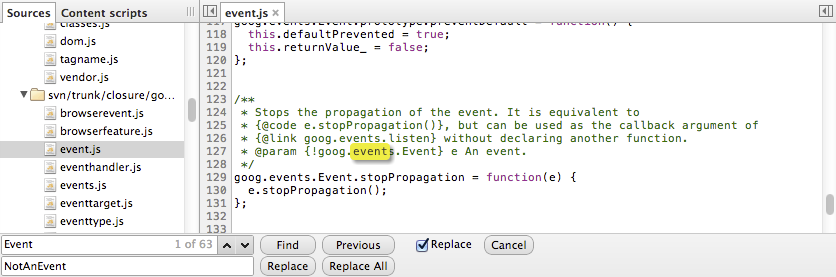 Sources Content scripts
event.js ×
classes.js
dom.js
tagname.js
vendor.js
svn/trunk/closure/goo...
browserevent.js
browserfeature.js
event.js
eventhandler.js
events.js
eventtarget.js
eventtype.js
117 goog.events.Event.prototype.preventDefault = function() {
118 this.defaultPrevented = true;
119 this.returnValue_ = false;
120 };
121
122
123 /**
124 * Stops the propagation of the event. It is equivalent to
125 * {@code e.stopPropagation()}, but can be used as the callback argument of
126 * {@link goog.events.listen} without declaring another function.
127 * @param {!goog.events.Event} e An event.
128 */
129 goog.events.Event.stopPropagation = function(e) {
130 e.stopPropagation();
131 };
132
133
Event 1 of 63 Find Previous Replace Cancel
NotAnEvent Replace Replace All